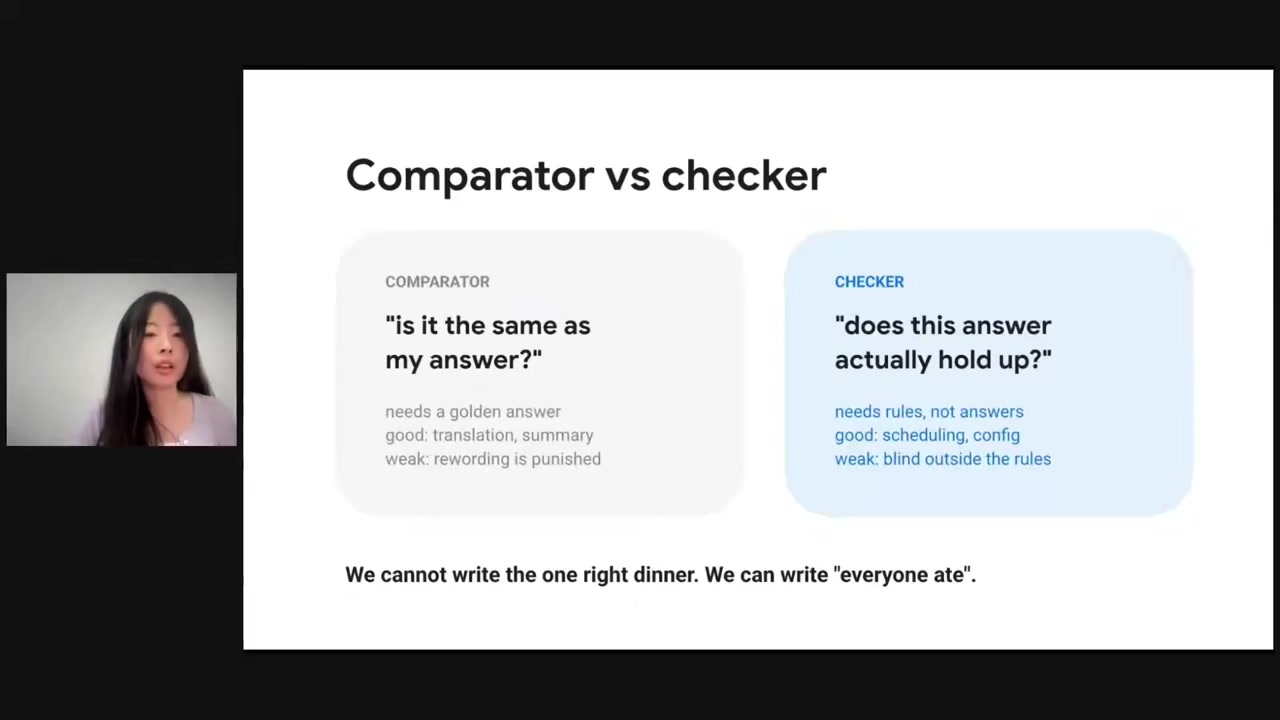 Comparator vs checker
COMPARATOR
"is it the same as
my answer?"
needs a golden answer
good: translation, summary
weak: rewording is punished
CHECKER
"does this answer
actually hold up?"
needs rules, not answers
good: scheduling, config
weak: blind outside the rules
We cannot write the one right dinner. We can write "everyone ate".